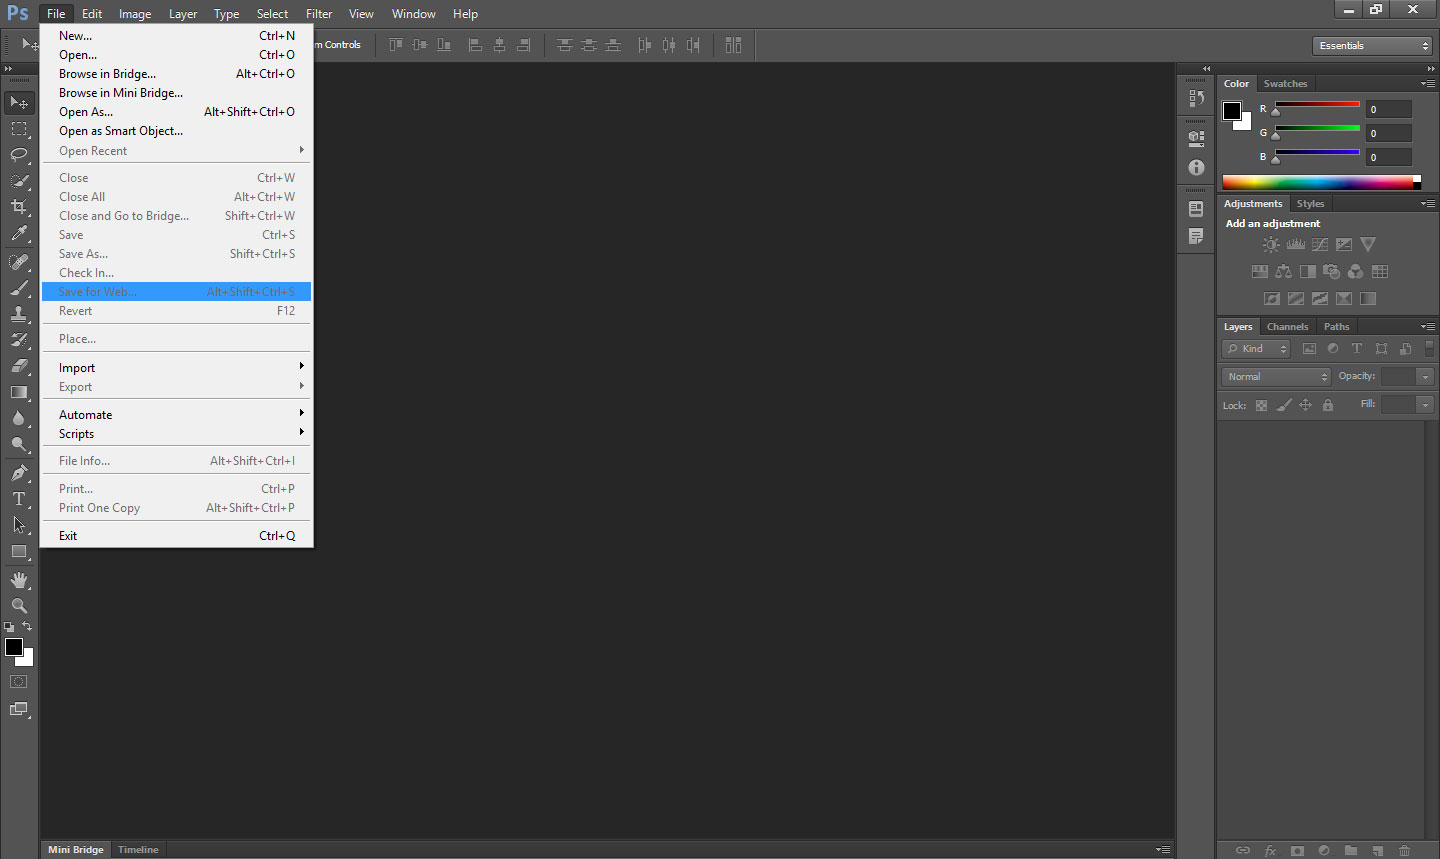 Ps File Edit Image Layer Type Select Filter View Window Help
m Controls Essentials
New... Ctrl+N
Open... Ctrl+O
Browse in Bridge... Alt+Ctrl+O
Browse in Mini Bridge...
Open As... Alt+Shift+Ctrl+O
Open as Smart Object...
Open Recent
Close Ctrl+W
Close All Alt+Ctrl+W
Close and Go to Bridge... Shift+Ctrl+W
Save Ctrl+S
Save As... Shift+Ctrl+S
Check In...
Save for Web... Alt+Shift+Ctrl+S
Revert F12
Place...
Import
Export
Automate
Scripts
File Info... Alt+Shift+Ctrl+I
Print... Ctrl+P
Print One Copy Alt+Shift+Ctrl+P
Exit Ctrl+Q
Color Swatches
R 0
G 0
B 0
Adjustments Styles
Add an adjustment
Layers Channels Paths
Kind
Normal Opacity:
Lock: Fill:
Mini Bridge Timeline
fx